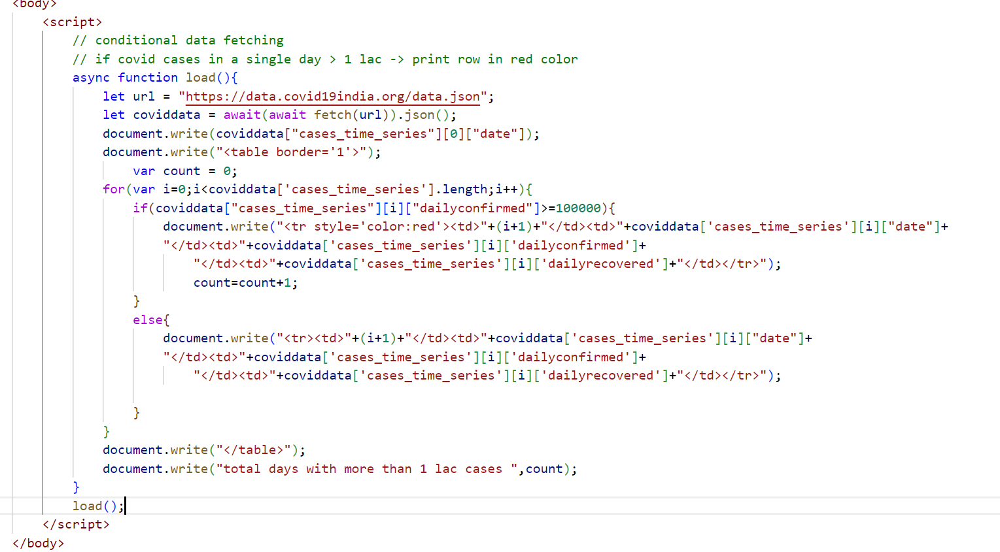 <body>
<script>
// conditional data fetching
// if covid cases in a single day > 1 lac -> print row in red color
async function load(){
let url = "https://data.covid19india.org/data.json";
let coviddata = await(await fetch(url)).json();
document.write(coviddata["cases_time_series"][0]["date"]);
document.write("<table border='1'>");
var count = 0;
for(var i=0;i<coviddata['cases_time_series'].length;i++){
if(coviddata["cases_time_series"][i]["dailyconfirmed"]>=100000){
document.write("<tr style='color:red'><td>"+(i+1)+"</td><td>"+coviddata['cases_time_series'][i]["date"]+
"</td><td>"+coviddata['cases_time_series'][i]['dailyconfirmed']+
"</td><td>"+coviddata['cases_time_series'][i]['dailyrecovered']+"</td></tr>");
count=count+1;
}
else{
document.write("<tr><td>"+(i+1)+"</td><td>"+coviddata['cases_time_series'][i]["date"]+
"</td><td>"+coviddata['cases_time_series'][i]['dailyconfirmed']+
"</td><td>"+coviddata['cases_time_series'][i]['dailyrecovered']+"</td></tr>");
}
}
document.write("</table>");
document.write("total days with more than 1 lac cases ",count);
}
load();
</script>
</body>